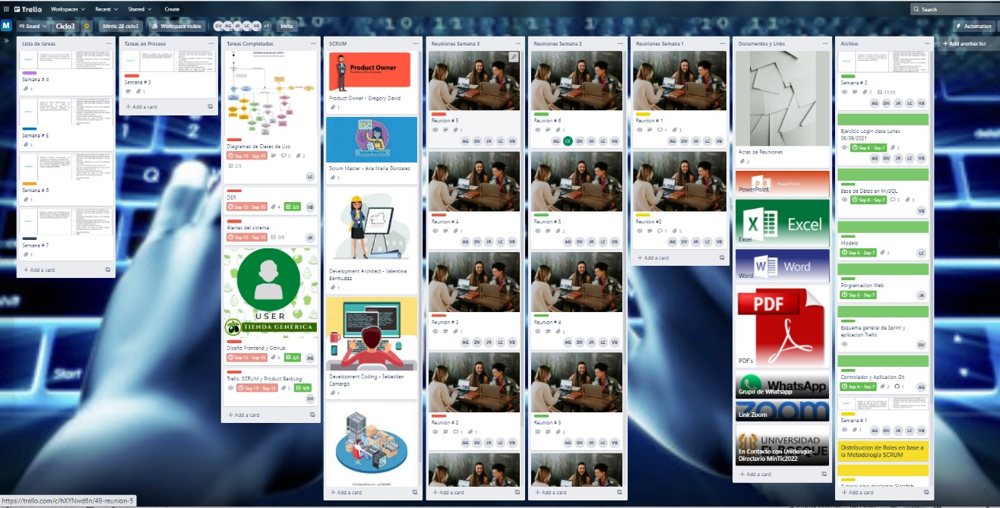 Trello
Workspaces
Recent
Starred
Create
Search
M
Board
Ciclo3
Mintic 28 ciclo3
Workspace visible
DV AG JR LC VB +1
Invite
Automation
Lista de tareas
Semana # 4
1
Semana # 5
1
Semana # 6
1
Semana # 7
1
+ Add a card
Tareas en Proceso
Semana # 3
1
+ Add a card
Tareas Completadas
Diagramas de Clases de Uso
Sep 13 - Sep 15 2 2
2/3
LC
DER
Sep 13 - Sep 15 4 3/3 VB
Alertas del sistema
Sep 13 - Sep 15 0/8 JR
USER
TIENDA GENÉRICA
Diseño Frontend y GitHub
Sep 13 - Sep 15 6 2/2 AG
Trello, SCRUM y Product BackLog
Sep 13 - Sep 15 2 9/9
DV
+ Add a card
SCRUM
Product Owner
Product Owner - Gregory David
1
SCRUM MASTER
Scrum Master - Ana Maria Gonzales
1
Development Architect - Valentina
Bermudez
1
Development Coding - Sebastian
Camargo
1
+ Add a card
Reuniones Semana 3
Reunion # 5
1
AG DV JR LC VB
Reunion # 4
1
AG DV JR LC VB
Reunion # 3
1
AG DV JR LC VB
Reunion # 2
1 1
AG DV JR LC VB
+ Add a card
Reuniones Semana 2
Reunion # 6
1
AG CC DV JR LC VB
Reunion # 5
2
AG DV JR LC VB
Reunion # 4
2
AG DV JR LC VB
Reunion # 3
2
AG DV JR LC VB
+ Add a card
Reuniones Semana 1
Reunion # 1
1 3
AG DV JR LC VB
Reunion #2
1 5
AG DV JR LC VB
+ Add a card
Documentos y Links
Actas de Reuniones
2
PowerPoint
PowerPoint
Excel
Excel
Word
Word
PDF
PDF's
WhatsApp
Grupo de Whatsapp
zoom
Link Zoom
UNIVERSIDAD
EL BOSQUE
En Contacto con UniBosque-
Directorio MinTic2022
+ Add a card
Archivo
Semana # 2
3 17/19
AG DV JR LC VB
Ejercicio Login clase Lunes
06/09/2021
Sep 6 - Sep 7 2
AG DV JR LC VB
Base de Datos en MySQL
Sep 6 - Sep 7 3 3
VB
Modelo
Sep 6 - Sep 7 2 LC
Porgramacion Web
Sep 6 - Sep 7 JR
Esquema general de Sprint y
aplicacion Trello
DV
Controlador y Aplicacion Git
Sep 6 - Sep 7 2 1 AG
Semana # 1
1 AG DV JR LC VB
Distribucion de Roles en base a
la Metodologia SCRUM
Tutorial para descargar Glassfish
+ Add a card
+ Add another list
Start
https://trello.com/c/hXYNwd6n/49-reunion-5